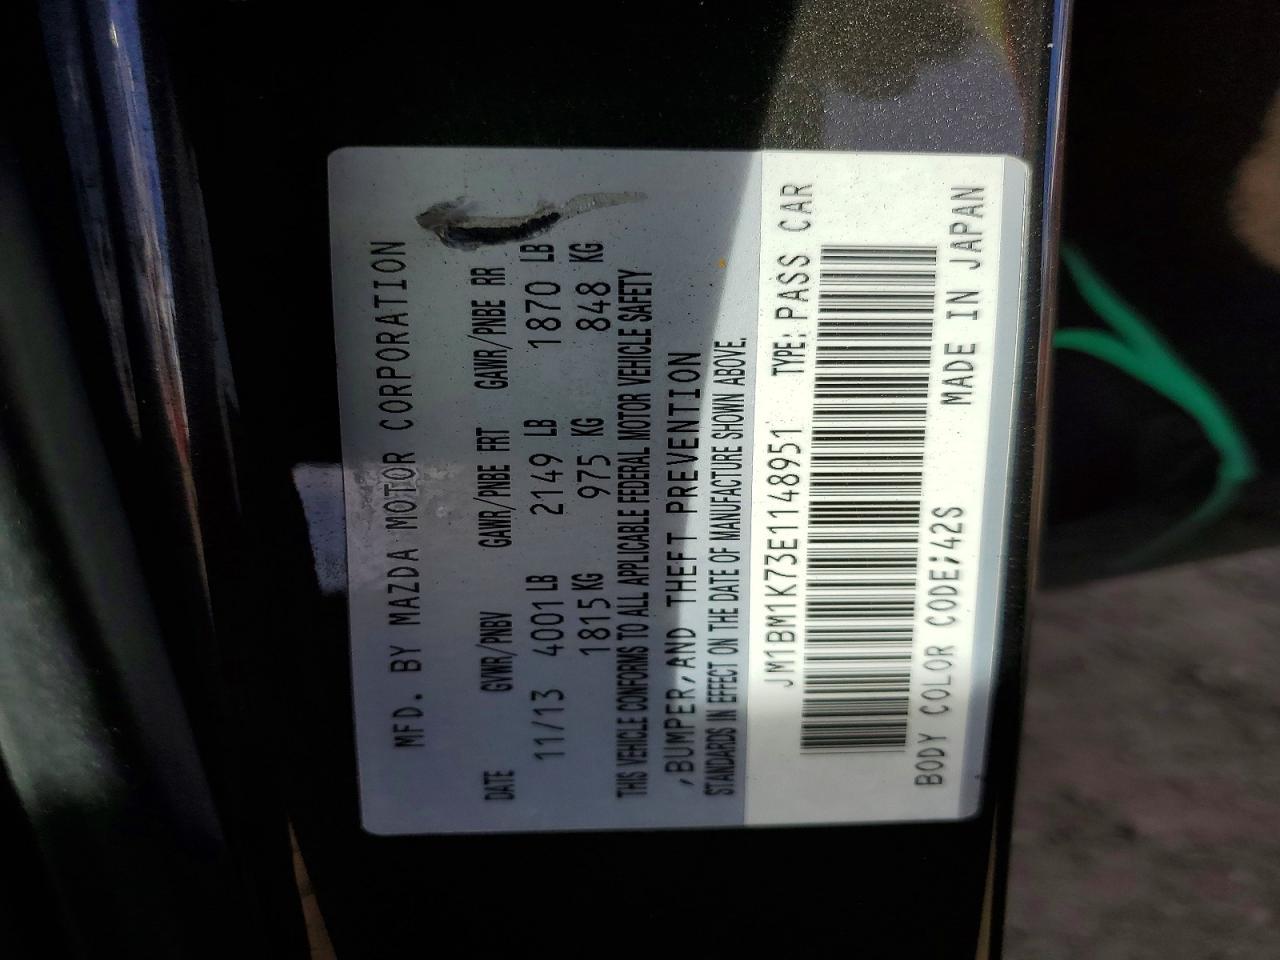 MFD. BY MAZDA MOTOR CORPORATION
DATE GVWR/PNBV GAWR/PNBE FRT GAWR/PNBE RR
11/13 4001 LB 2149 LB 1870 LB
1815 KG 975 KG 848 KG
THIS VEHICLE CONFORMS TO ALL APPLICABLE FEDERAL MOTOR VEHICLE SAFETY
,BUMPER,AND THEFT PREVENTION
STANDARDS IN EFFECT ON THE DATE OF MANUFACTURE SHOWN ABOVE.
JM1BM1K73E1148951 TYPE: PASS CAR
BODY COLOR CODE:42S MADE IN JAPAN